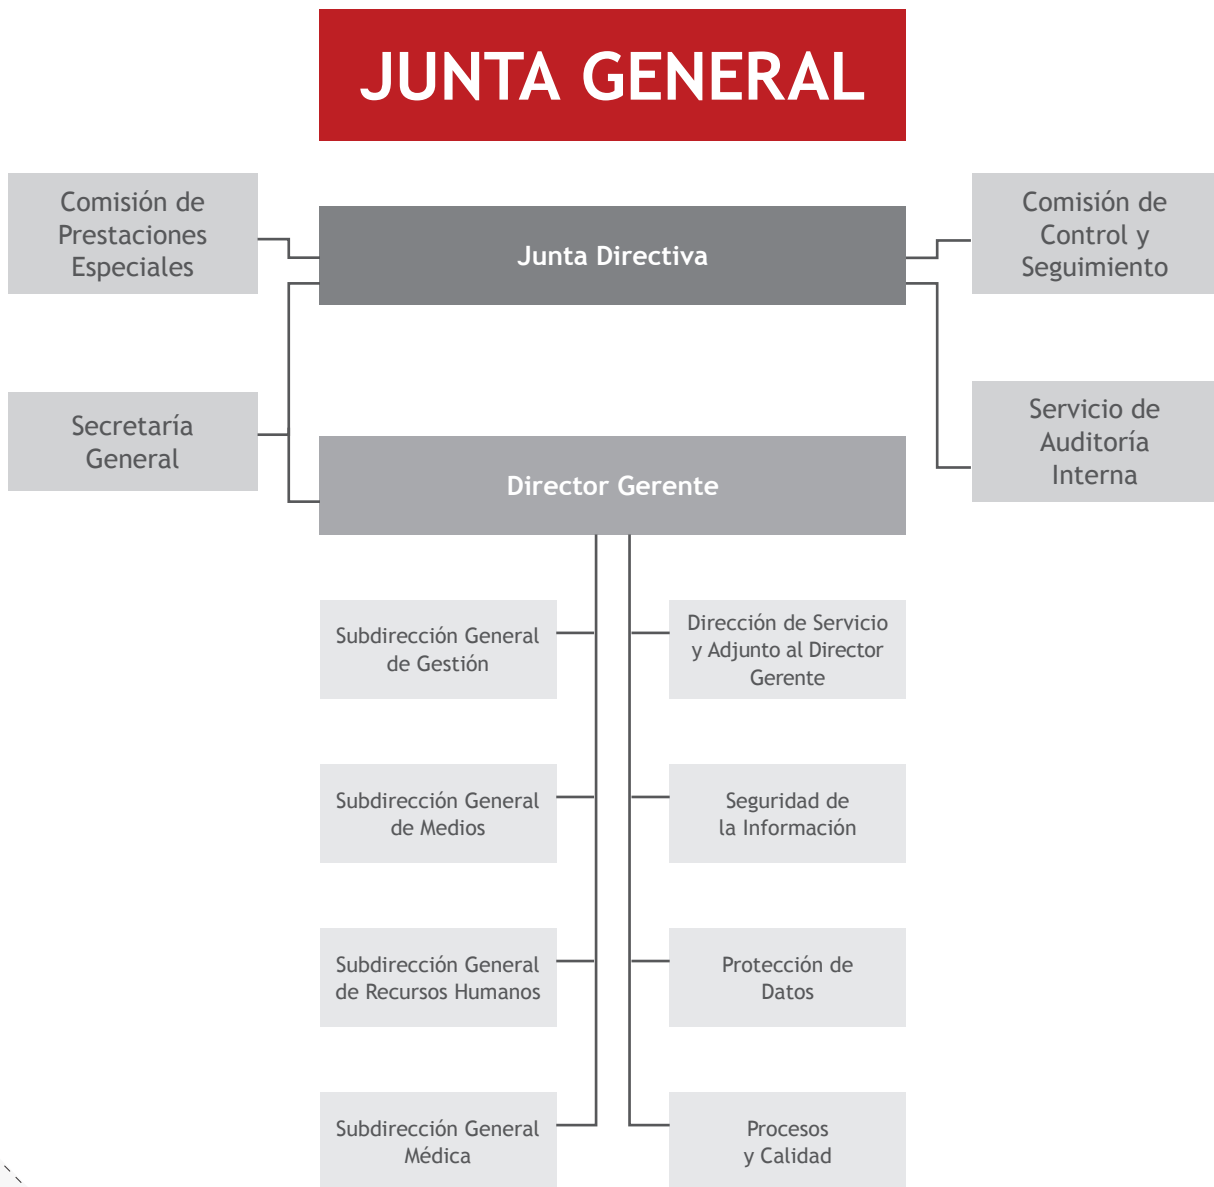 JUNTA GENERAL
Comisión de
Prestaciones
Especiales
Junta Directiva
Comisión de
Control y
Seguimiento
Secretaría
General
Director Gerente
Servicio de
Auditoría
Interna
Subdirección General
de Gestión
Dirección de Servicio
y Adjunto al Director
Gerente
Subdirección General
de Medios
Seguridad de
la Información
Subdirección General
de Recursos Humanos
Protección de
Datos
Subdirección General
Médica
Procesos
y Calidad